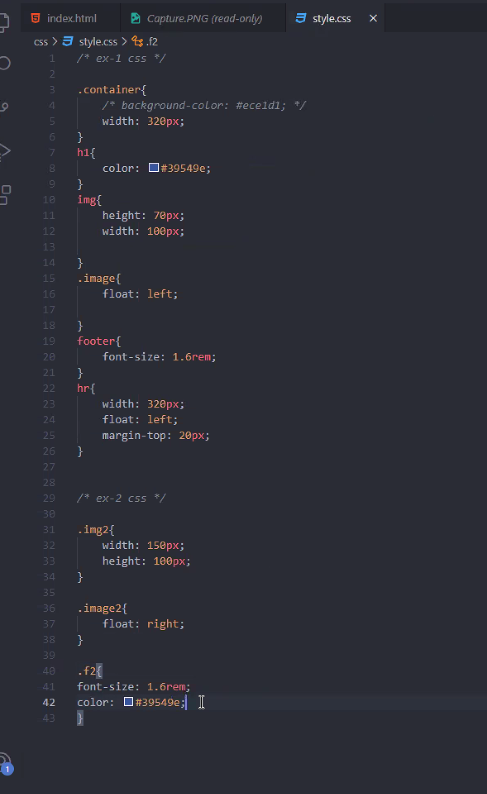 index.html Capture.PNG (read-only) style.css ×
css > style.css > .f2
1 /* ex-1 css */
2
3 .container{
4 /* background-color: #ece1d1; */
5 width: 320px;
6 }
7 h1{
8 color: #39549e;
9 }
10 img{
11 height: 70px;
12 width: 100px;
13
14 }
15 .image{
16 float: left;
17
18 }
19 footer{
20 font-size: 1.6rem;
21 }
22 hr{
23 width: 320px;
24 float: left;
25 margin-top: 20px;
26 }
27
28
29 /* ex-2 css */
30
31 .img2{
32 width: 150px;
33 height: 100px;
34 }
35
36 .image2{
37 float: right;
38 }
39
40 .f2{
41 font-size: 1.6rem;
42 color: #39549e;
43 }
1